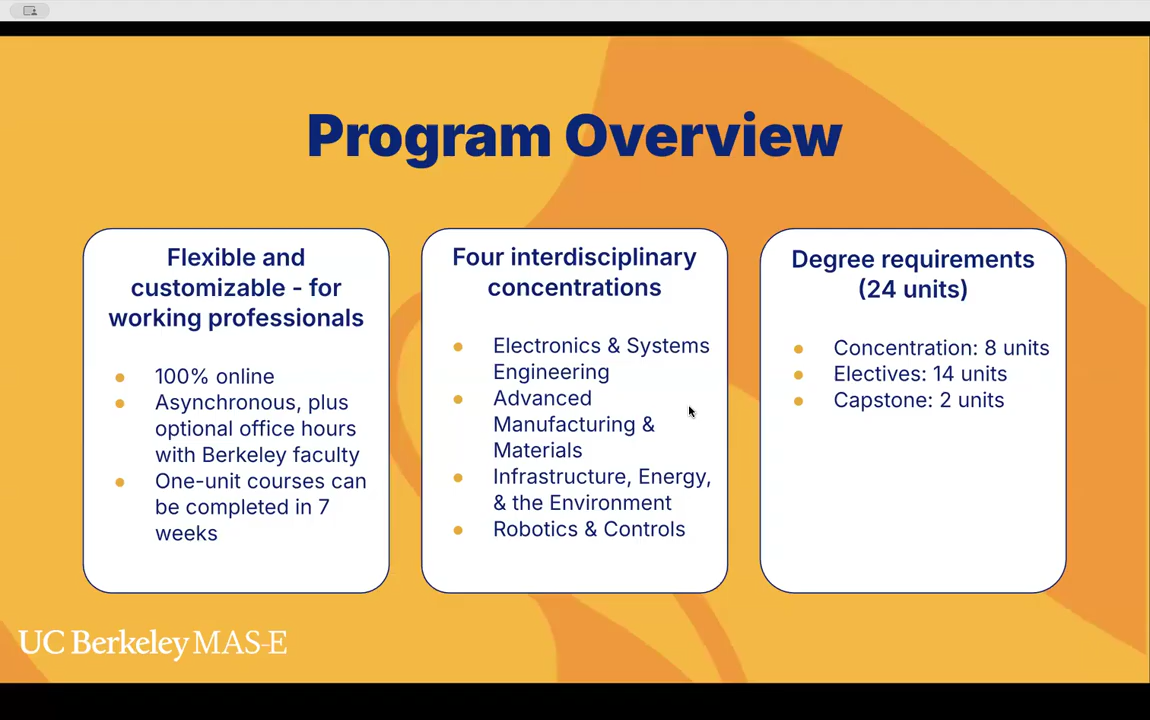 Program Overview
Flexible and
customizable - for
working professionals
100% online
Asynchronous, plus
optional office hours
with Berkeley faculty
One-unit courses can
be completed in 7
weeks
Four interdisciplinary
concentrations
Electronics & Systems
Engineering
Advanced
Manufacturing &
Materials
Infrastructure, Energy,
& the Environment
Robotics & Controls
Degree requirements
(24 units)
Concentration: 8 units
Electives: 14 units
Capstone: 2 units
UC Berkeley MAS-E